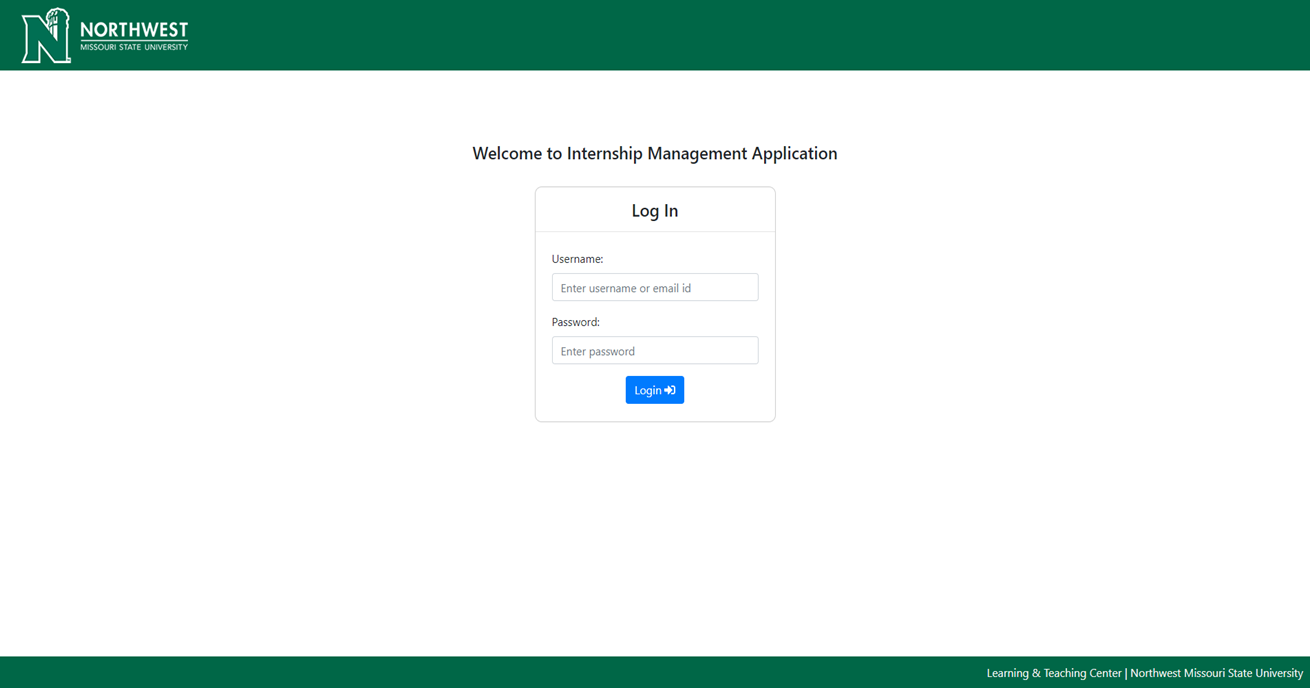 NORTHWEST
MISSOURI STATE UNIVERSITY
Welcome to Internship Management Application
Log In
Username:
Enter username or email id
Password:
Enter password
Login
Learning & Teaching Center | Northwest Missouri State University